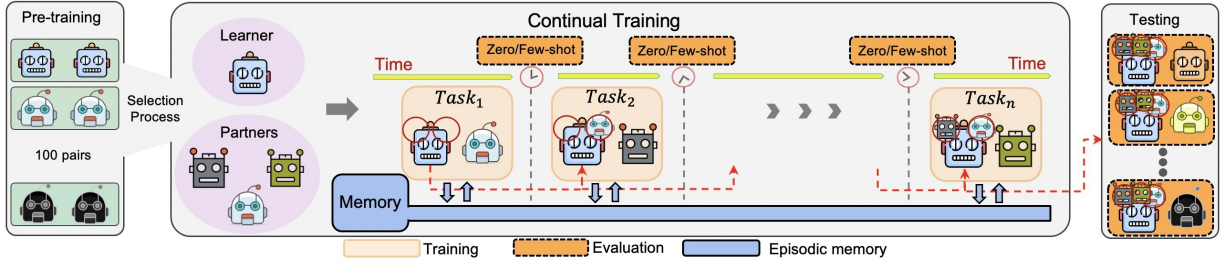 Pre-training
100 pairs
Selection
Process
Continual Training
Learner
Partners
Time
Zero/Few-shot
Zero/Few-shot
Zero/Few-shot
Time
Task₁
Task₂
Taskₙ
Memory
Testing
Training
Evaluation
Episodic memory